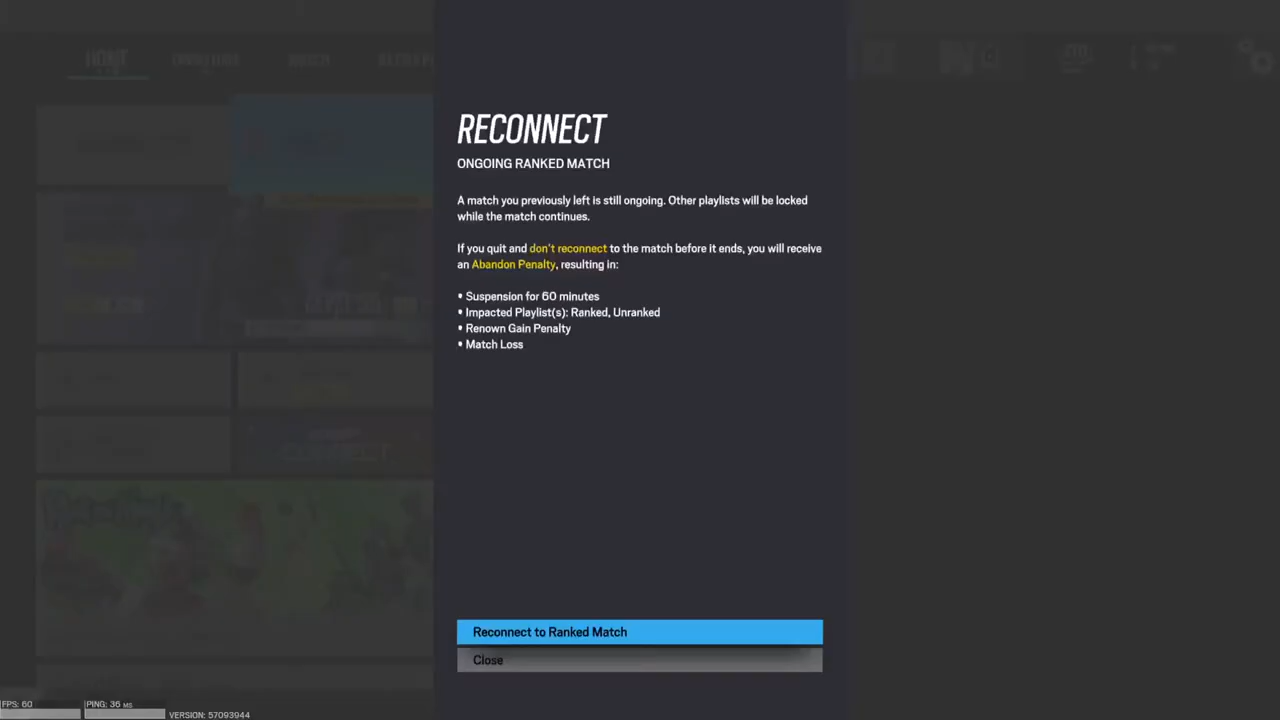 HOME
RECONNECT
ONGOING RANKED MATCH
A match you previously left is still ongoing. Other playlists will be locked
while the match continues.
If you quit and don't reconnect to the match before it ends, you will receive
an Abandon Penalty, resulting in:
• Suspension for 60 minutes
• Impacted Playlist(s): Ranked, Unranked
• Renown Gain Penalty
• Match Loss
Reconnect to Ranked Match
Close
FPS: 60
PING: 36 MS
VERSION: 57093944